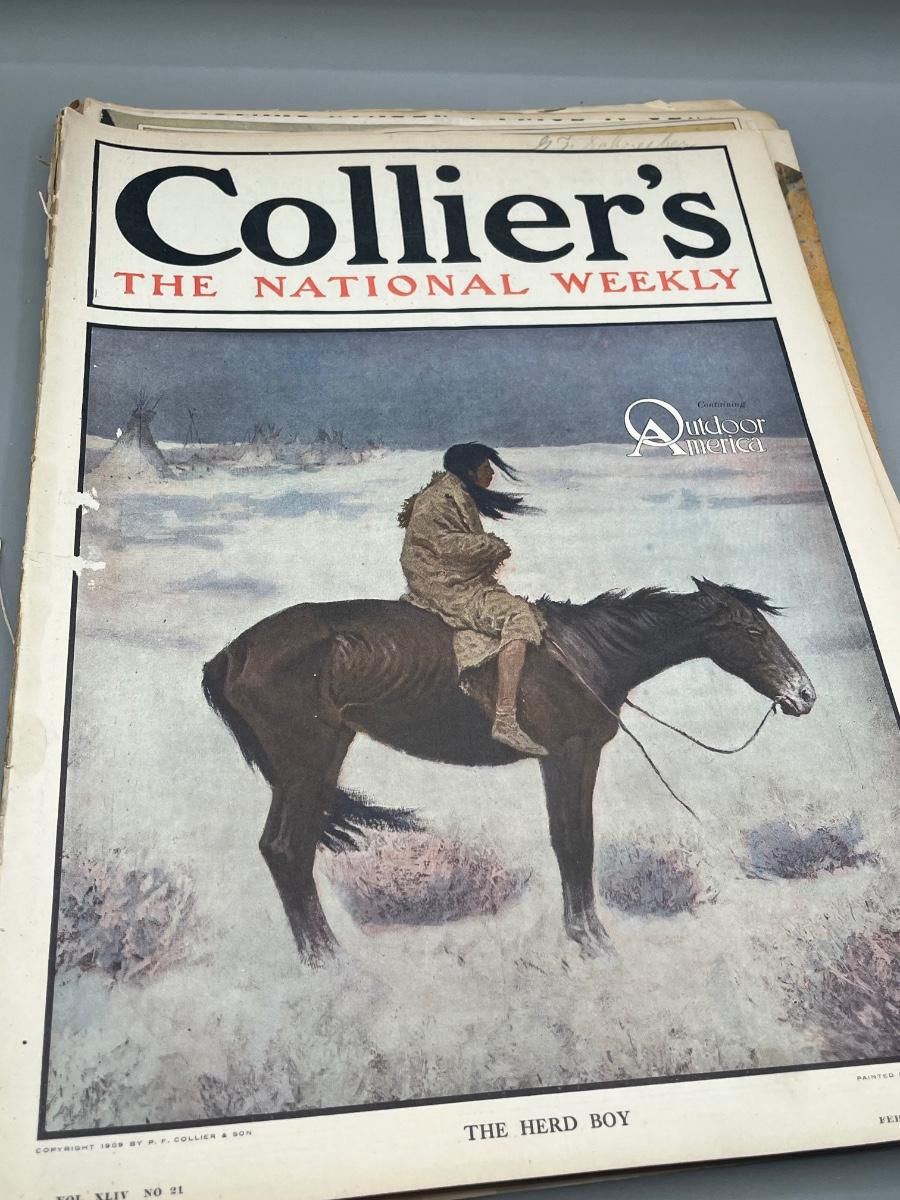 Collier's
THE NATIONAL WEEKLY
Containing
Outdoor
America
COPYRIGHT 1909 BY P. F. COLLIER & SON
THE HERD BOY
PAINTED
VOL XLIV NO 21